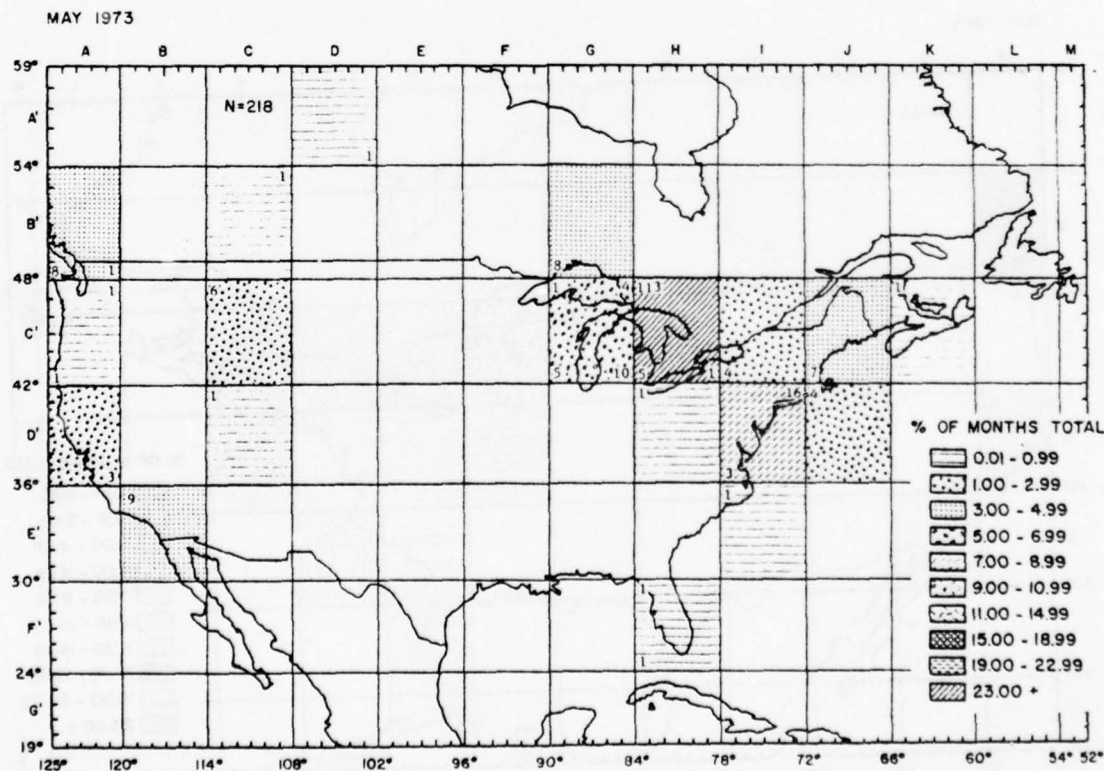 MAY 1973
A B C D E F G H I J K L M
59°
A'
N=218
1
54°
1
B'
8 1 8
48°
1 6 1 4 113 1
C'
5 10 5 4 7
42°
1 1
D'
3
36°
9 1
E'
30°
1
F'
1
24°
G'
19°
125° 120° 114° 108° 102° 96° 90° 84° 78° 72° 66° 60° 54° 52°
% OF MONTHS TOTAL
0.01 - 0.99
1.00 - 2.99
3.00 - 4.99
5.00 - 6.99
7.00 - 8.99
9.00 - 10.99
11.00 - 14.99
15.00 - 18.99
19.00 - 22.99
23.00 +